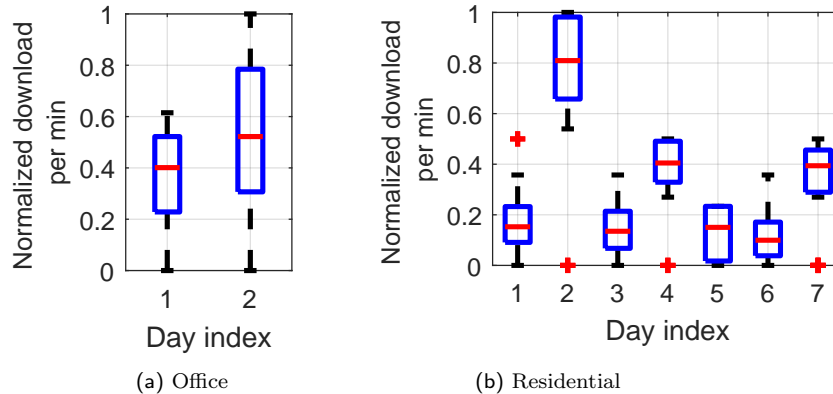 Normalized download
per min
1
0.8
0.6
0.4
0.2
0
1 2
Day index
(a) Office
Normalized download
per min
1
0.8
0.6
0.4
0.2
0
1 2 3 4 5 6 7
Day index
(b) Residential